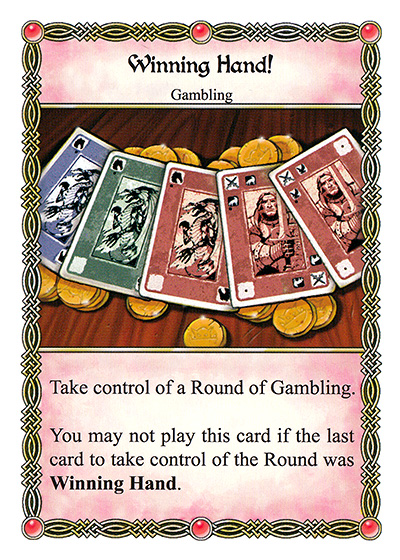 Winning Hand!
Gambling
Take control of a Round of Gambling.
You may not play this card if the last
card to take control of the Round was
Winning Hand.